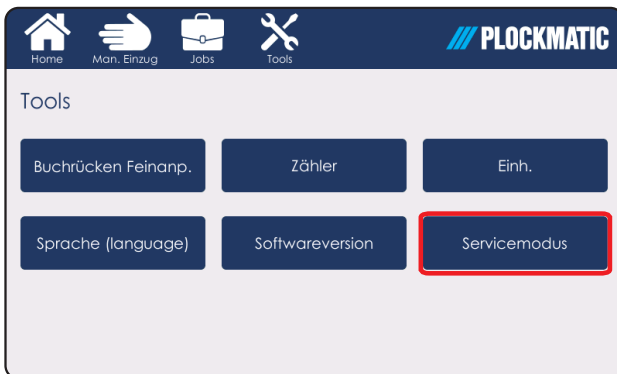 Home Man. Einzug Jobs Tools PLOCKMATIC
Tools
Buchrücken Feinanp. Zähler Einh.
Sprache (language) Softwareversion Servicemodus